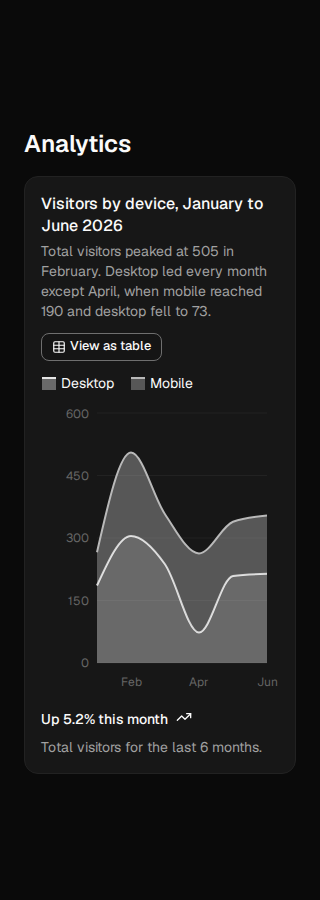 Analytics
Visitors by device, January to
June 2026
Total visitors peaked at 505 in
February. Desktop led every month
except April, when mobile reached
190 and desktop fell to 73.
View as table
Desktop Mobile
600
450
300
150
0
Feb Apr Jun
Up 5.2% this month
Total visitors for the last 6 months.